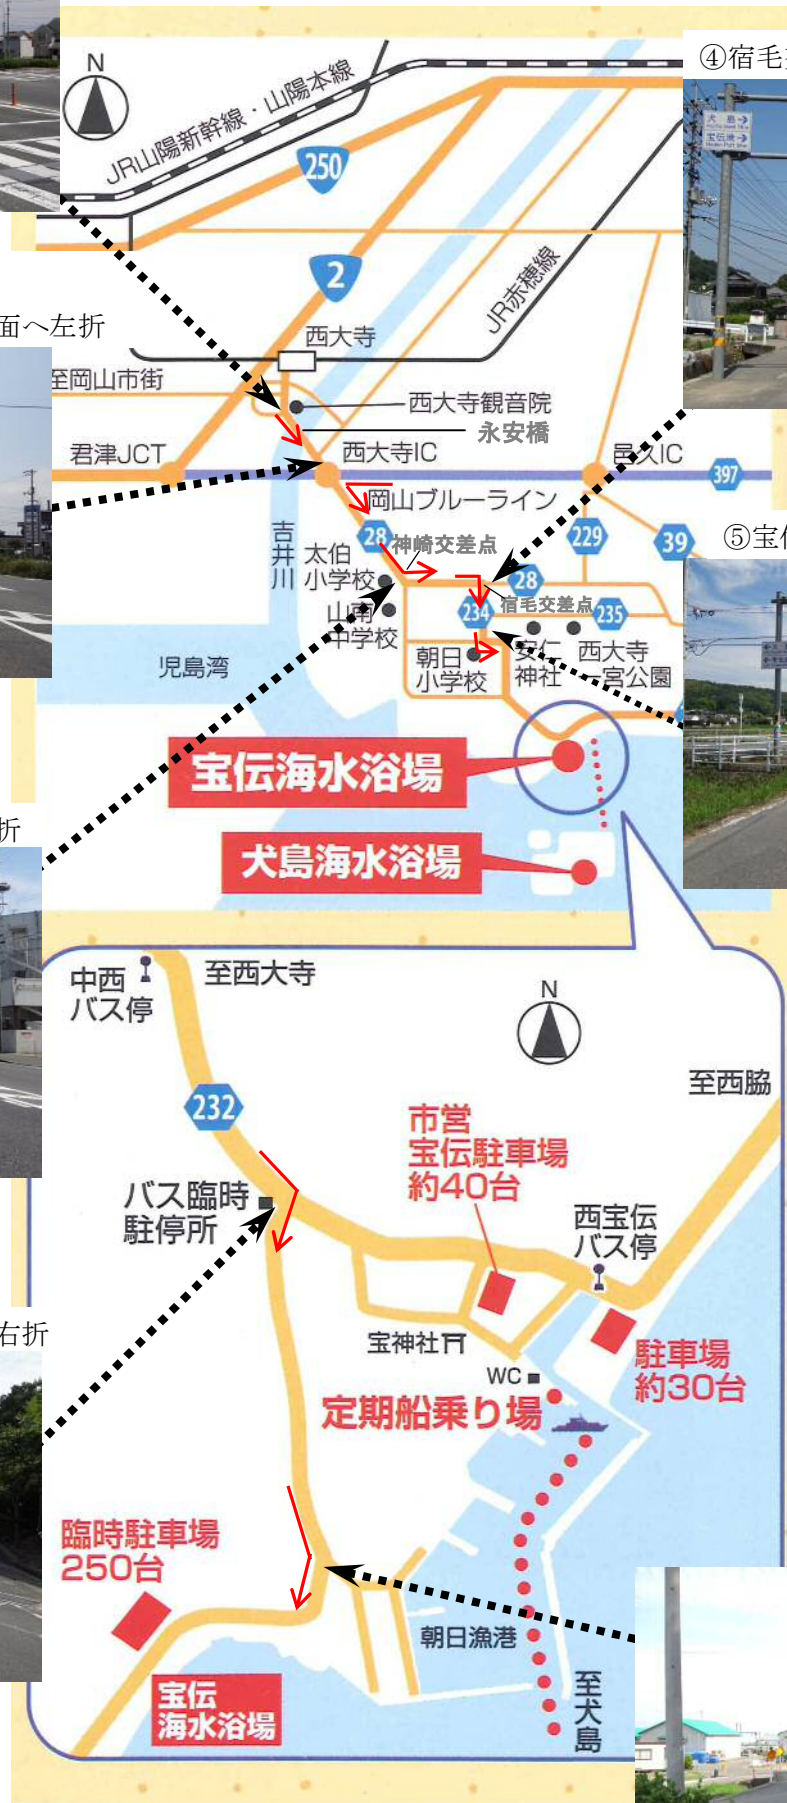 N
JR山陽新幹線・山陽本線
250
2
④宿毛
犬 島→
宝伝港→
JR赤穂線
面へ左折
西大寺
至岡山市街
西大寺観音院
永安橋
君津JCT
西大寺IC
邑久IC
397
岡山ブルーライン
吉井川
28
神崎交差点
229
39
⑤宝伝
太伯
小学校
28
宿毛交差点
山南
中学校
234
235
朝日
小学校
安仁
神社
西大寺
一宮公園
児島湾
宝伝海水浴場
犬島海水浴場
折
中西
バス停
至西大寺
N
至西脇
232
市営
宝伝駐車場
約40台
バス臨時
駐停所
西宝伝
バス停
右折
宝神社
WC
駐車場
約30台
定期船乗り場
臨時駐車場
250台
朝日漁港
至犬島
宝伝
海水浴場